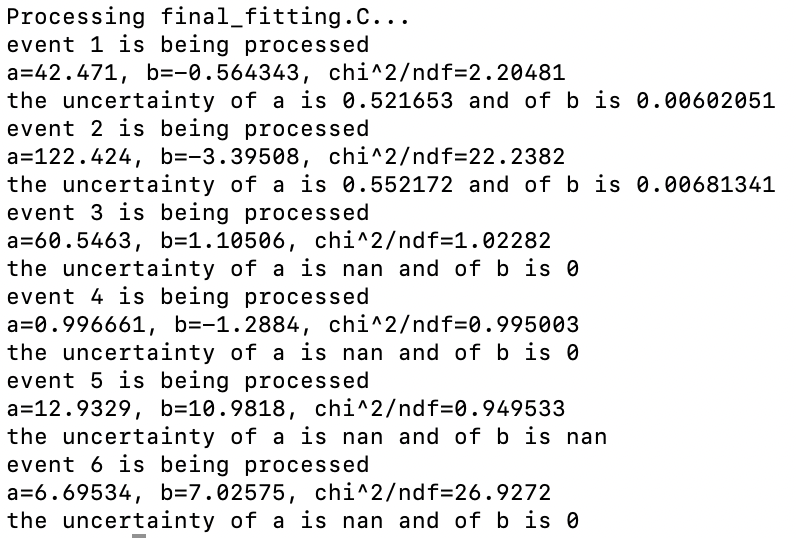 Processing final_fitting.C...
event 1 is being processed
a=42.471, b=-0.564343, chi^2/ndf=2.20481
the uncertainty of a is 0.521653 and of b is 0.00602051
event 2 is being processed
a=122.424, b=-3.39508, chi^2/ndf=22.2382
the uncertainty of a is 0.552172 and of b is 0.00681341
event 3 is being processed
a=60.5463, b=1.10506, chi^2/ndf=1.02282
the uncertainty of a is nan and of b is 0
event 4 is being processed
a=0.996661, b=-1.2884, chi^2/ndf=0.995003
the uncertainty of a is nan and of b is 0
event 5 is being processed
a=12.9329, b=10.9818, chi^2/ndf=0.949533
the uncertainty of a is nan and of b is nan
event 6 is being processed
a=6.69534, b=7.02575, chi^2/ndf=26.9272
the uncertainty of a is nan and of b is 0